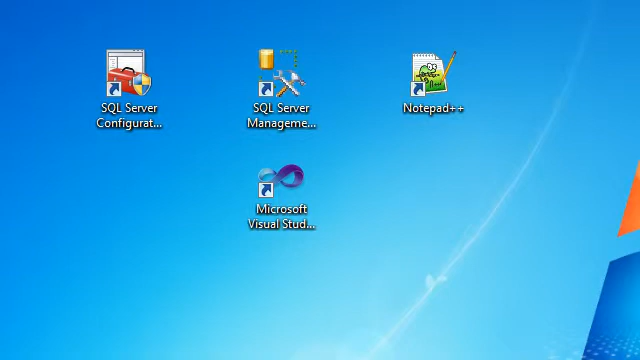 SQL Server
Configurat...
SQL Server
Manageme...
Notepad++
Microsoft
Visual Stud...